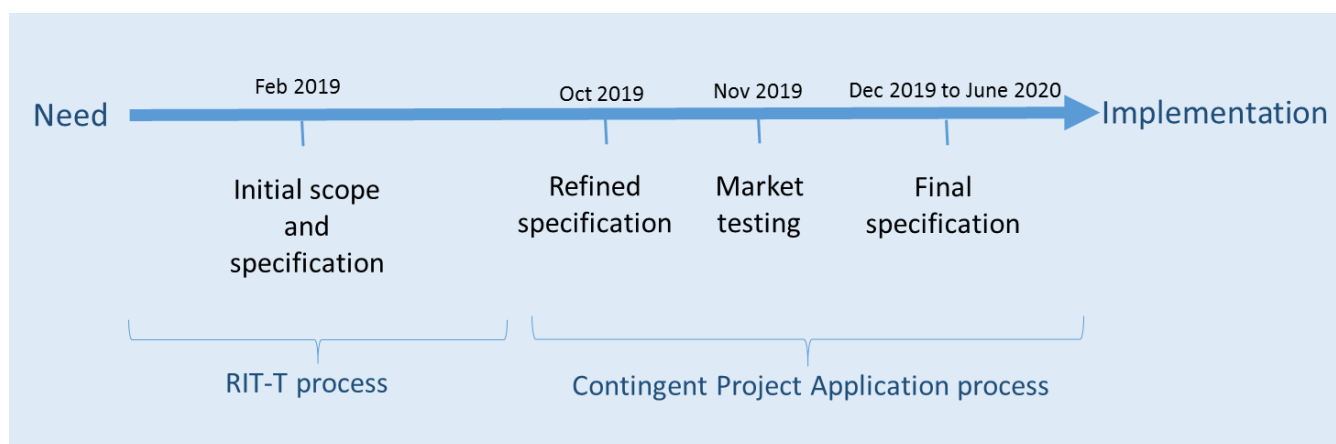 Feb 2019
Oct 2019
Nov 2019
Dec 2019 to June 2020
Need
Implementation
Initial scope
and
specification
Refined
specification
Market
testing
Final
specification
RIT-T process
Contingent Project Application process